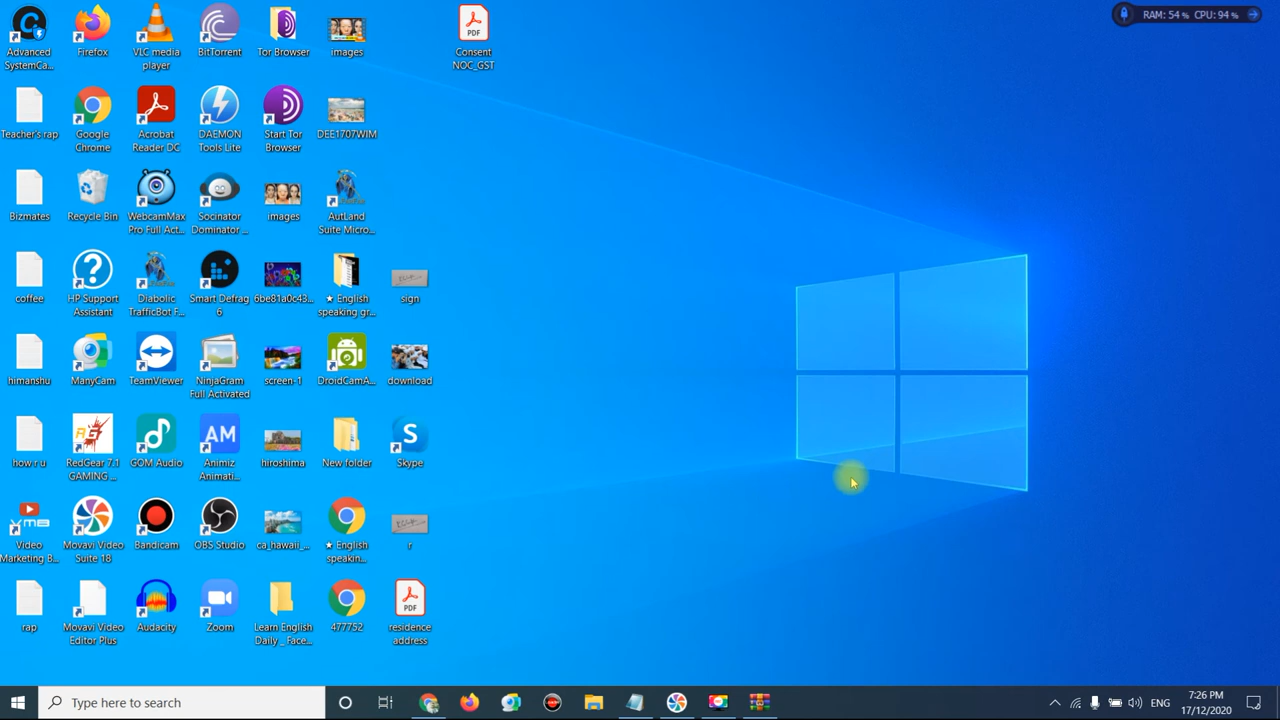 RAM: 54 % CPU: 94 %
Advanced SystemCa...
Firefox
VLC media player
BitTorrent
Tor Browser
images
Consent NOC_GST
Teacher's rap
Google Chrome
Acrobat Reader DC
DAEMON Tools Lite
Start Tor Browser
DEE1707WIM
Bizmates
Recycle Bin
WebcamMax Pro Full Act...
Socinator Dominator ...
images
AutLand Suite Micro...
coffee
HP Support Assistant
Diabolic TrafficBot F...
Smart Defrag 6
6be81a0c43...
★ English speaking gr...
sign
himanshu
ManyCam
TeamViewer
NinjaGram Full Activated
screen-1
DroidCamA...
download
how r u
RedGear 7.1 GAMING ...
GOM Audio
Animiz Animati...
hiroshima
New folder
Skype
Video Marketing B...
Movavi Video Suite 18
Bandicam
OBS Studio
ca_hawaii_...
★ English speakin...
r
rap
Movavi Video Editor Plus
Audacity
Zoom
Learn English Daily _ Face...
477752
residence address
Type here to search
ENG
7:26 PM
17/12/2020